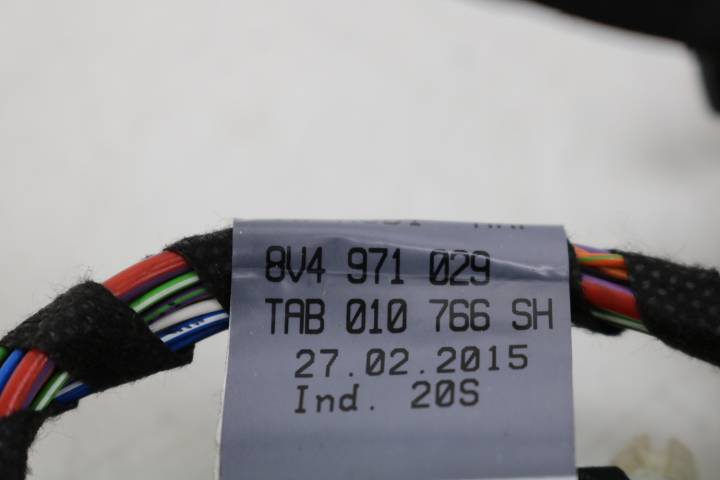 8V4 971 029
TAB 010 766 SH
27.02.2015
Ind. 20S